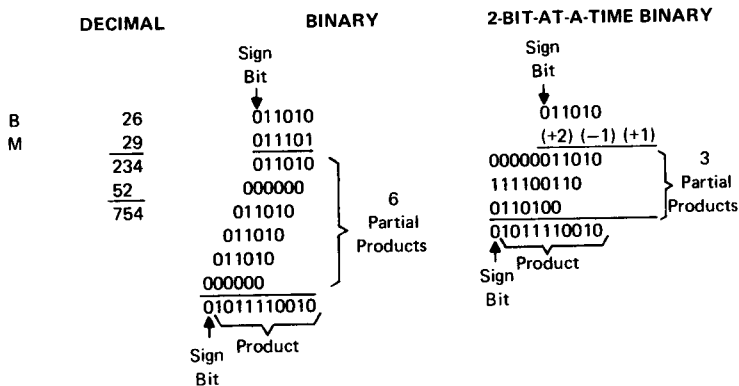 DECIMAL
B 26
M 29
234
52
754
BINARY
Sign
Bit
011010
011101
011010
000000
011010
011010
011010
000000
01011110010
6
Partial
Products
Product
Sign
Bit
2-BIT-AT-A-TIME BINARY
Sign
Bit
011010
(+2) (−1) (+1)
00000011010
111100110
0110100
01011110010
3
Partial
Products
Product
Sign
Bit